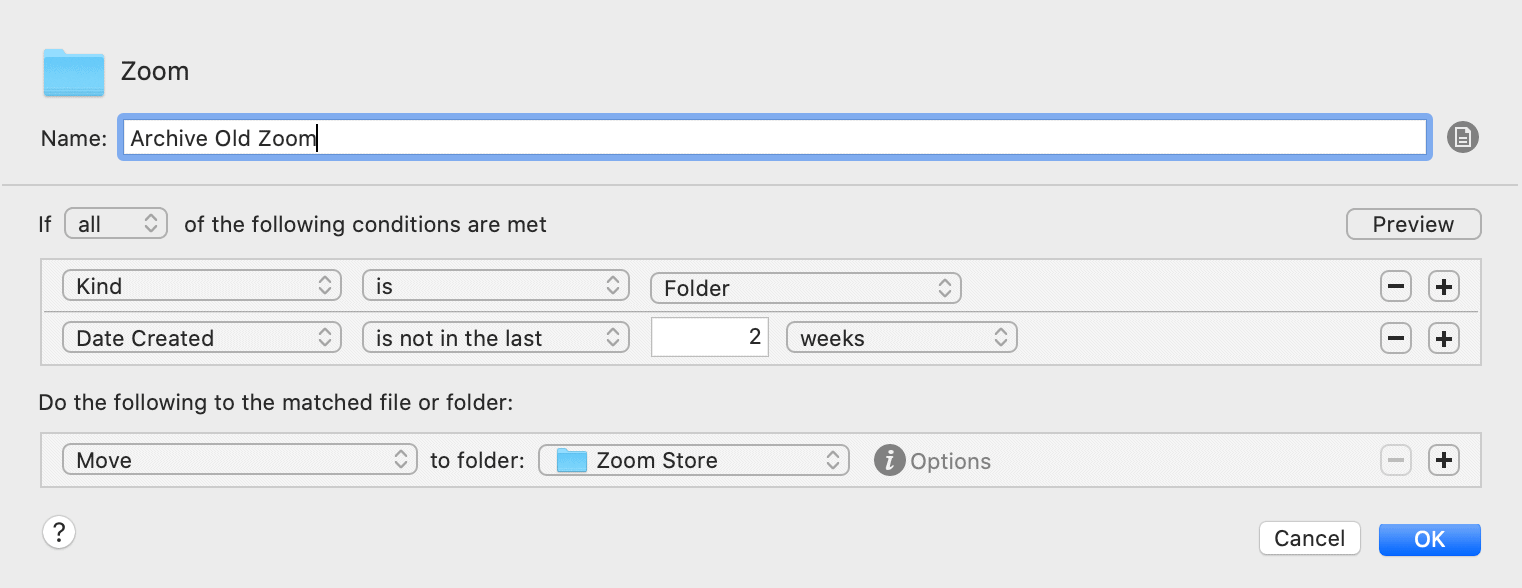 Zoom
Name: Archive Old Zoom
If all of the following conditions are met Preview
Kind is Folder
Date Created is not in the last 2 weeks
Do the following to the matched file or folder:
Move to folder: Zoom Store i Options
? Cancel OK